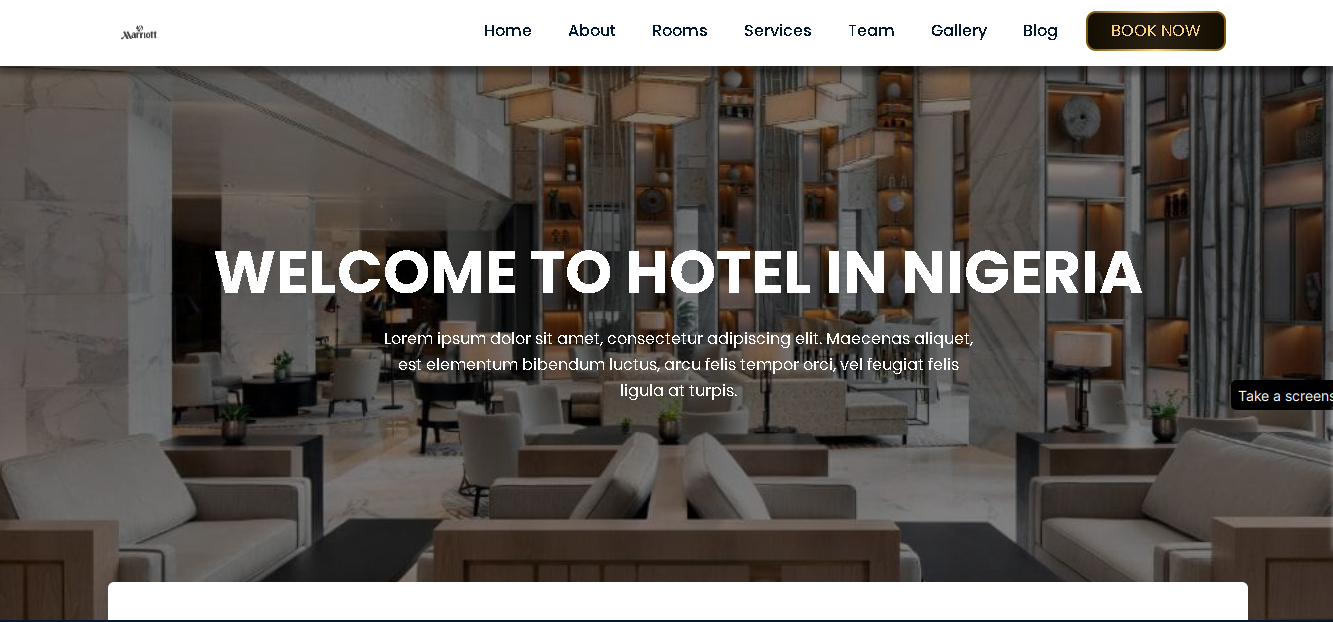 Marriott
Home About Rooms Services Team Gallery Blog BOOK NOW
WELCOME TO HOTEL IN NIGERIA
Lorem ipsum dolor sit amet, consectetur adipiscing elit. Maecenas aliquet,
est elementum bibendum luctus, arcu felis tempor orci, vel feugiat felis
ligula at turpis.
Take a screens